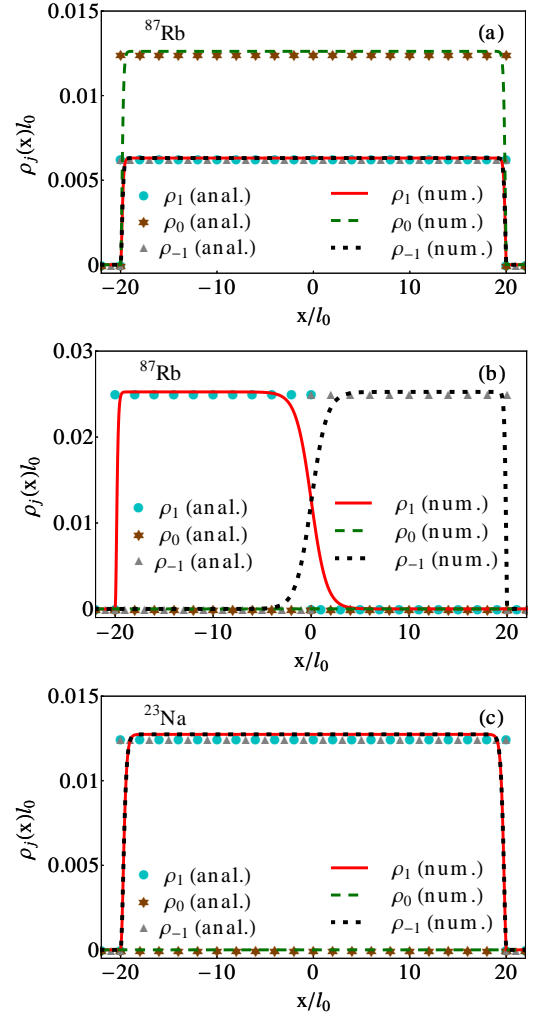 ⁸⁷Rb (a)
0.015
0.01
0.005
0
ρⱼ(x)l₀
ρ₁ (anal.) ρ₁ (num.)
ρ₀ (anal.) ρ₀ (num.)
ρ₋₁ (anal.) ρ₋₁ (num.)
−20 −10 0 10 20
x/l₀
⁸⁷Rb (b)
0.03
0.02
0.01
0
ρⱼ(x)l₀
ρ₁ (anal.) ρ₁ (num.)
ρ₀ (anal.) ρ₀ (num.)
ρ₋₁ (anal.) ρ₋₁ (num.)
−20 −10 0 10 20
x/l₀
²³Na (c)
0.015
0.01
0.005
0
ρⱼ(x)l₀
ρ₁ (anal.) ρ₁ (num.)
ρ₀ (anal.) ρ₀ (num.)
ρ₋₁ (anal.) ρ₋₁ (num.)
−20 −10 0 10 20
x/l₀